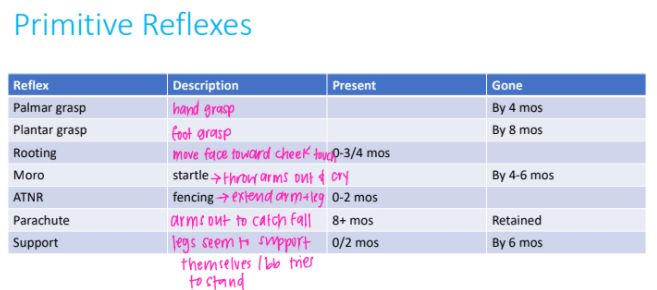 Primitive Reflexes
Reflex Description Present Gone
Palmar grasp hand grasp By 4 mos
Plantar grasp foot grasp By 8 mos
Rooting move face toward cheek touch 0-3/4 mos
Moro startle → throw arms out & cry By 4-6 mos
ATNR fencing → extend arm+leg 0-2 mos
Parachute arms out to catch fall 8+ mos Retained
Support legs seem to support 0/2 mos By 6 mos
themselves / bb tries
to stand